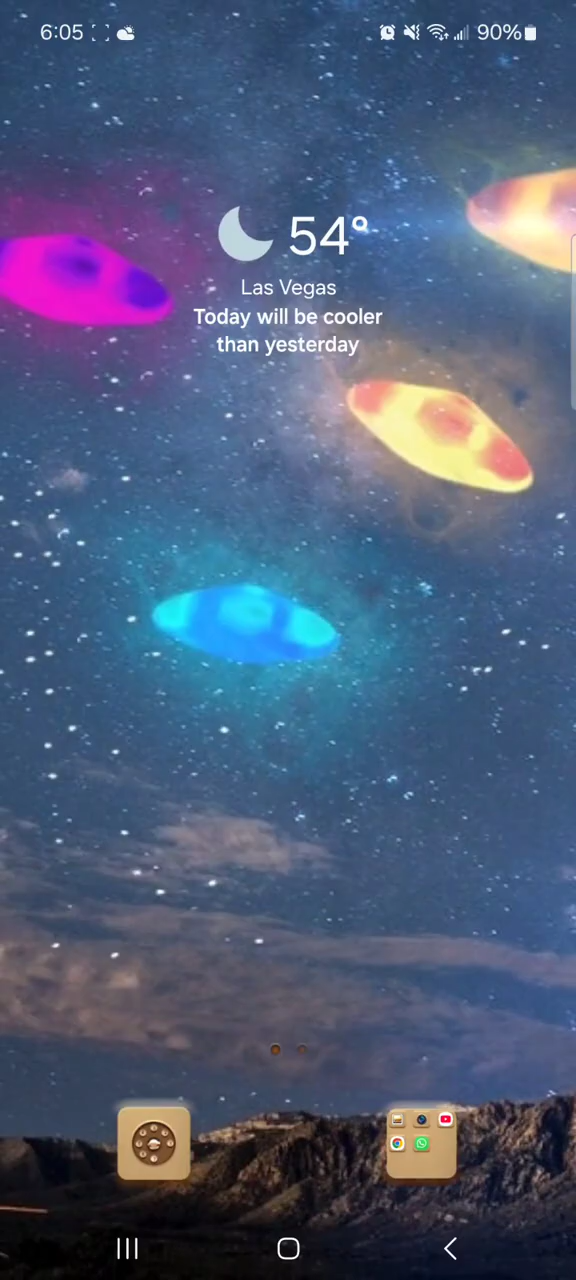 6:05
90%
54°
Las Vegas
Today will be cooler
than yesterday